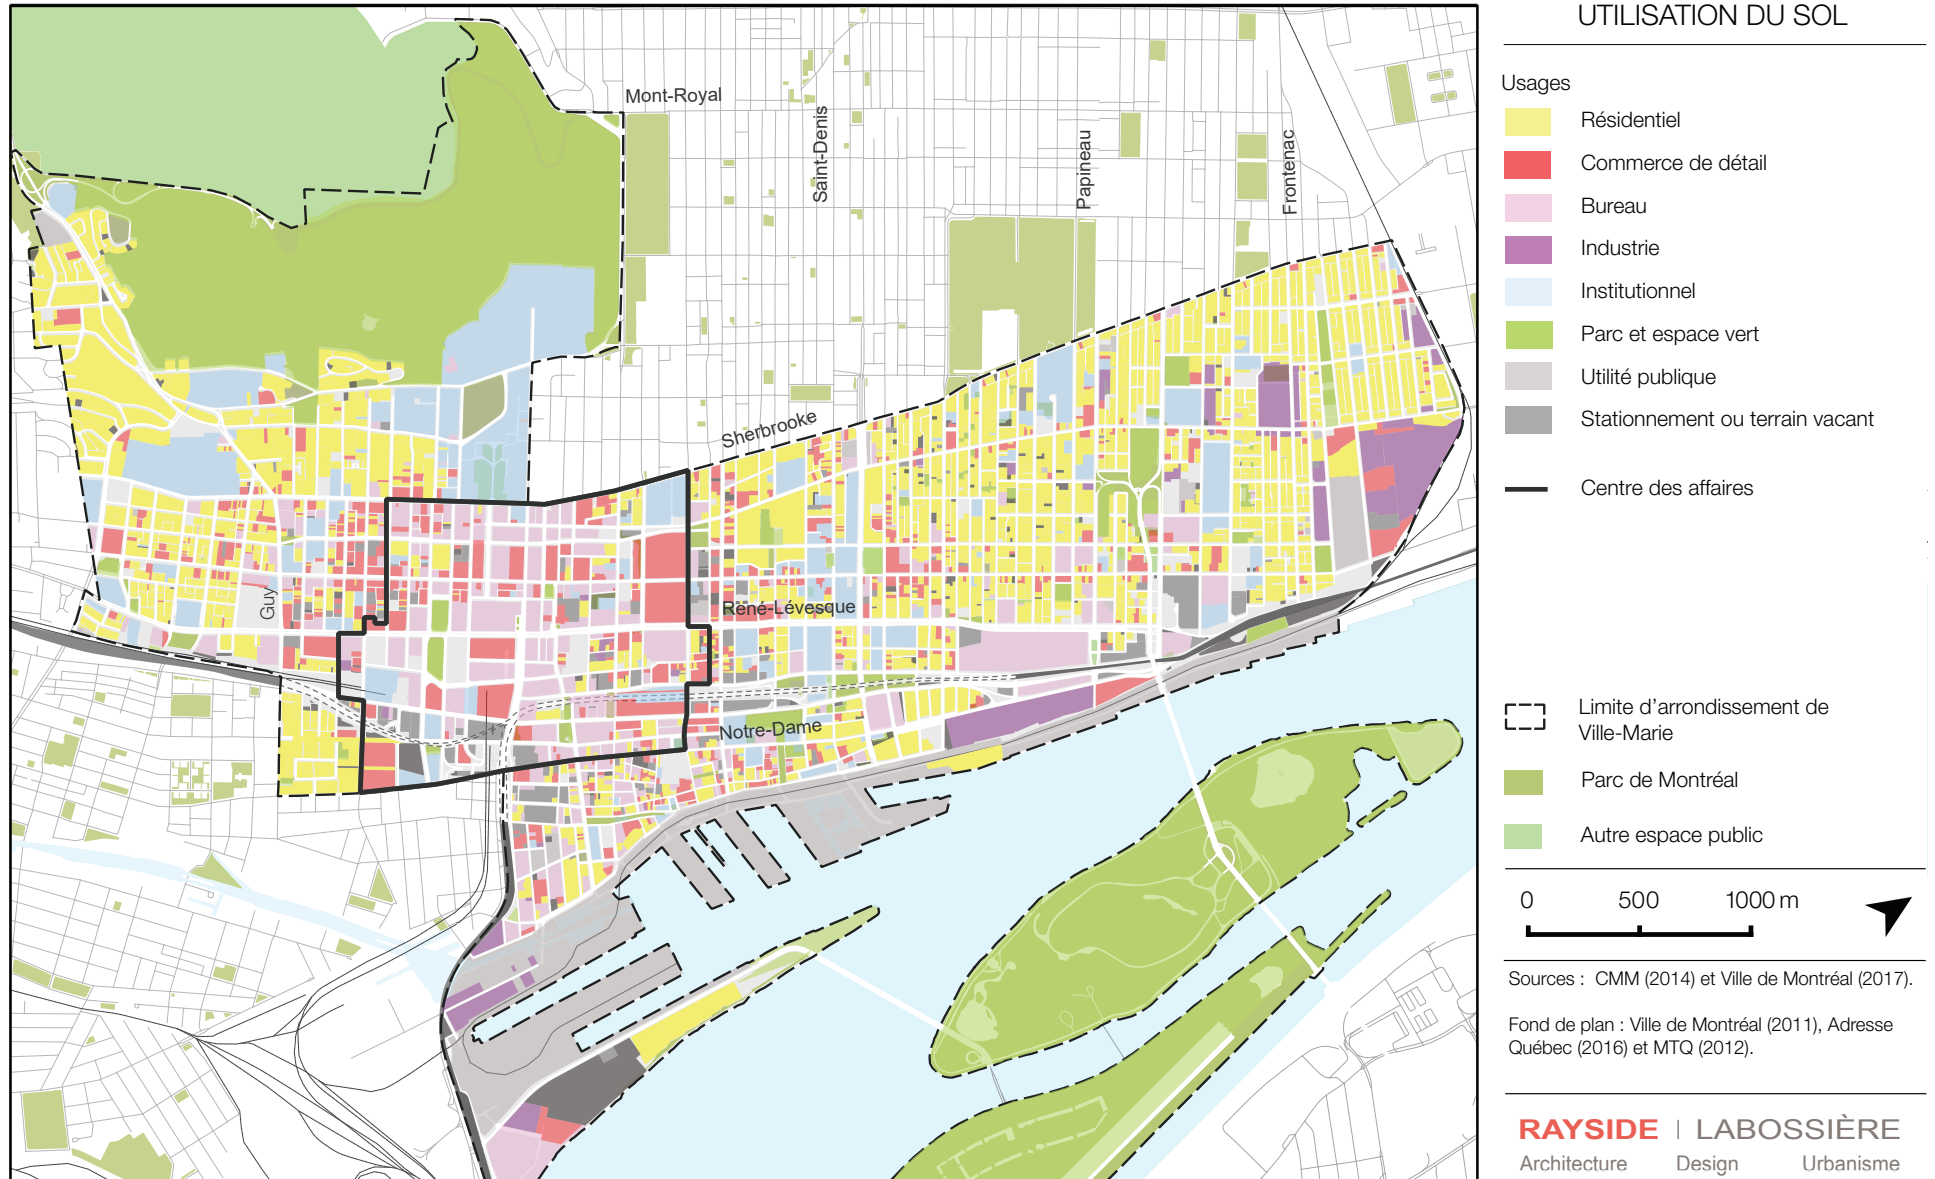 UTILISATION DU SOL
Usages
Résidentiel
Commerce de détail
Bureau
Industrie
Institutionnel
Parc et espace vert
Utilité publique
Stationnement ou terrain vacant
Centre des affaires
Limite d'arrondissement de
Ville-Marie
Parc de Montréal
Autre espace public
0 500 1000 m
Sources : CMM (2014) et Ville de Montréal (2017).
Fond de plan : Ville de Montréal (2011), Adresse
Québec (2016) et MTQ (2012).
RAYSIDE | LABOSSIÈRE
Architecture Design Urbanisme
Mont-Royal
Saint-Denis
Papineau
Frontenac
Sherbrooke
Guy
René-Lévesque
Notre-Dame